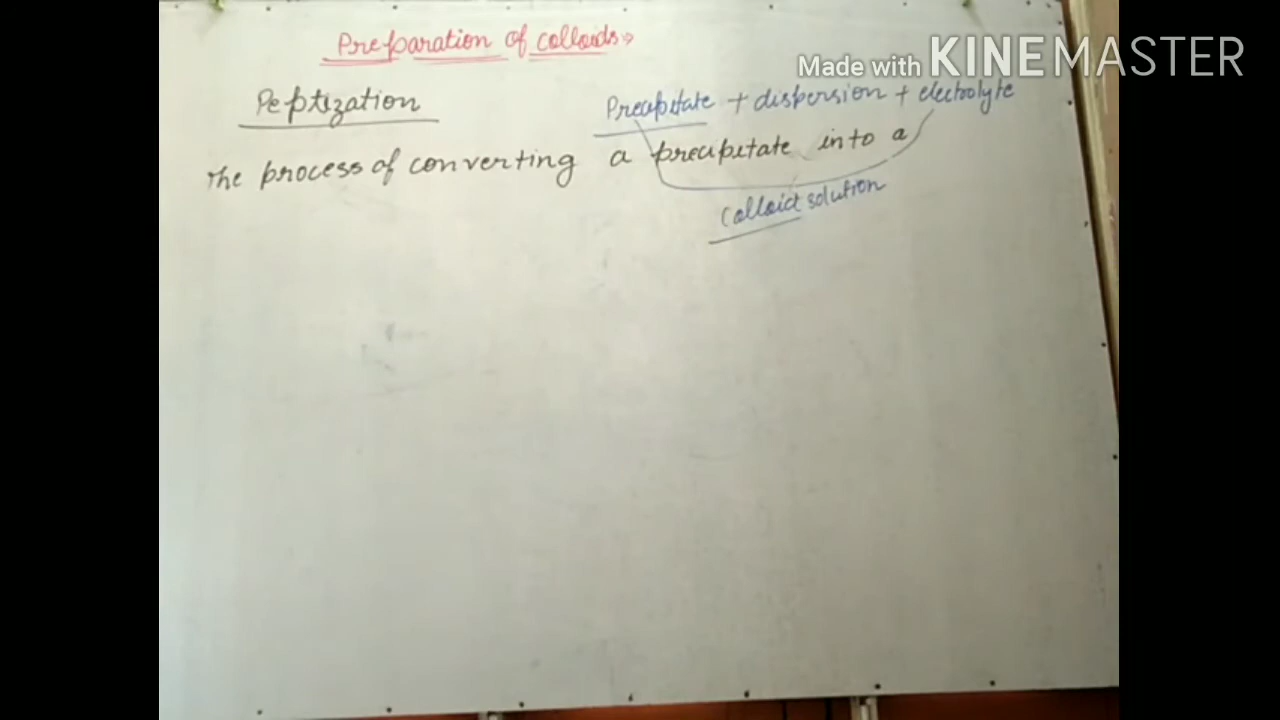 Preparation of colloids
Made with KINEMASTER
Peptization
Precipitate + dispersion + electrolyte
The process of converting a precipitate into a
Colloid solution